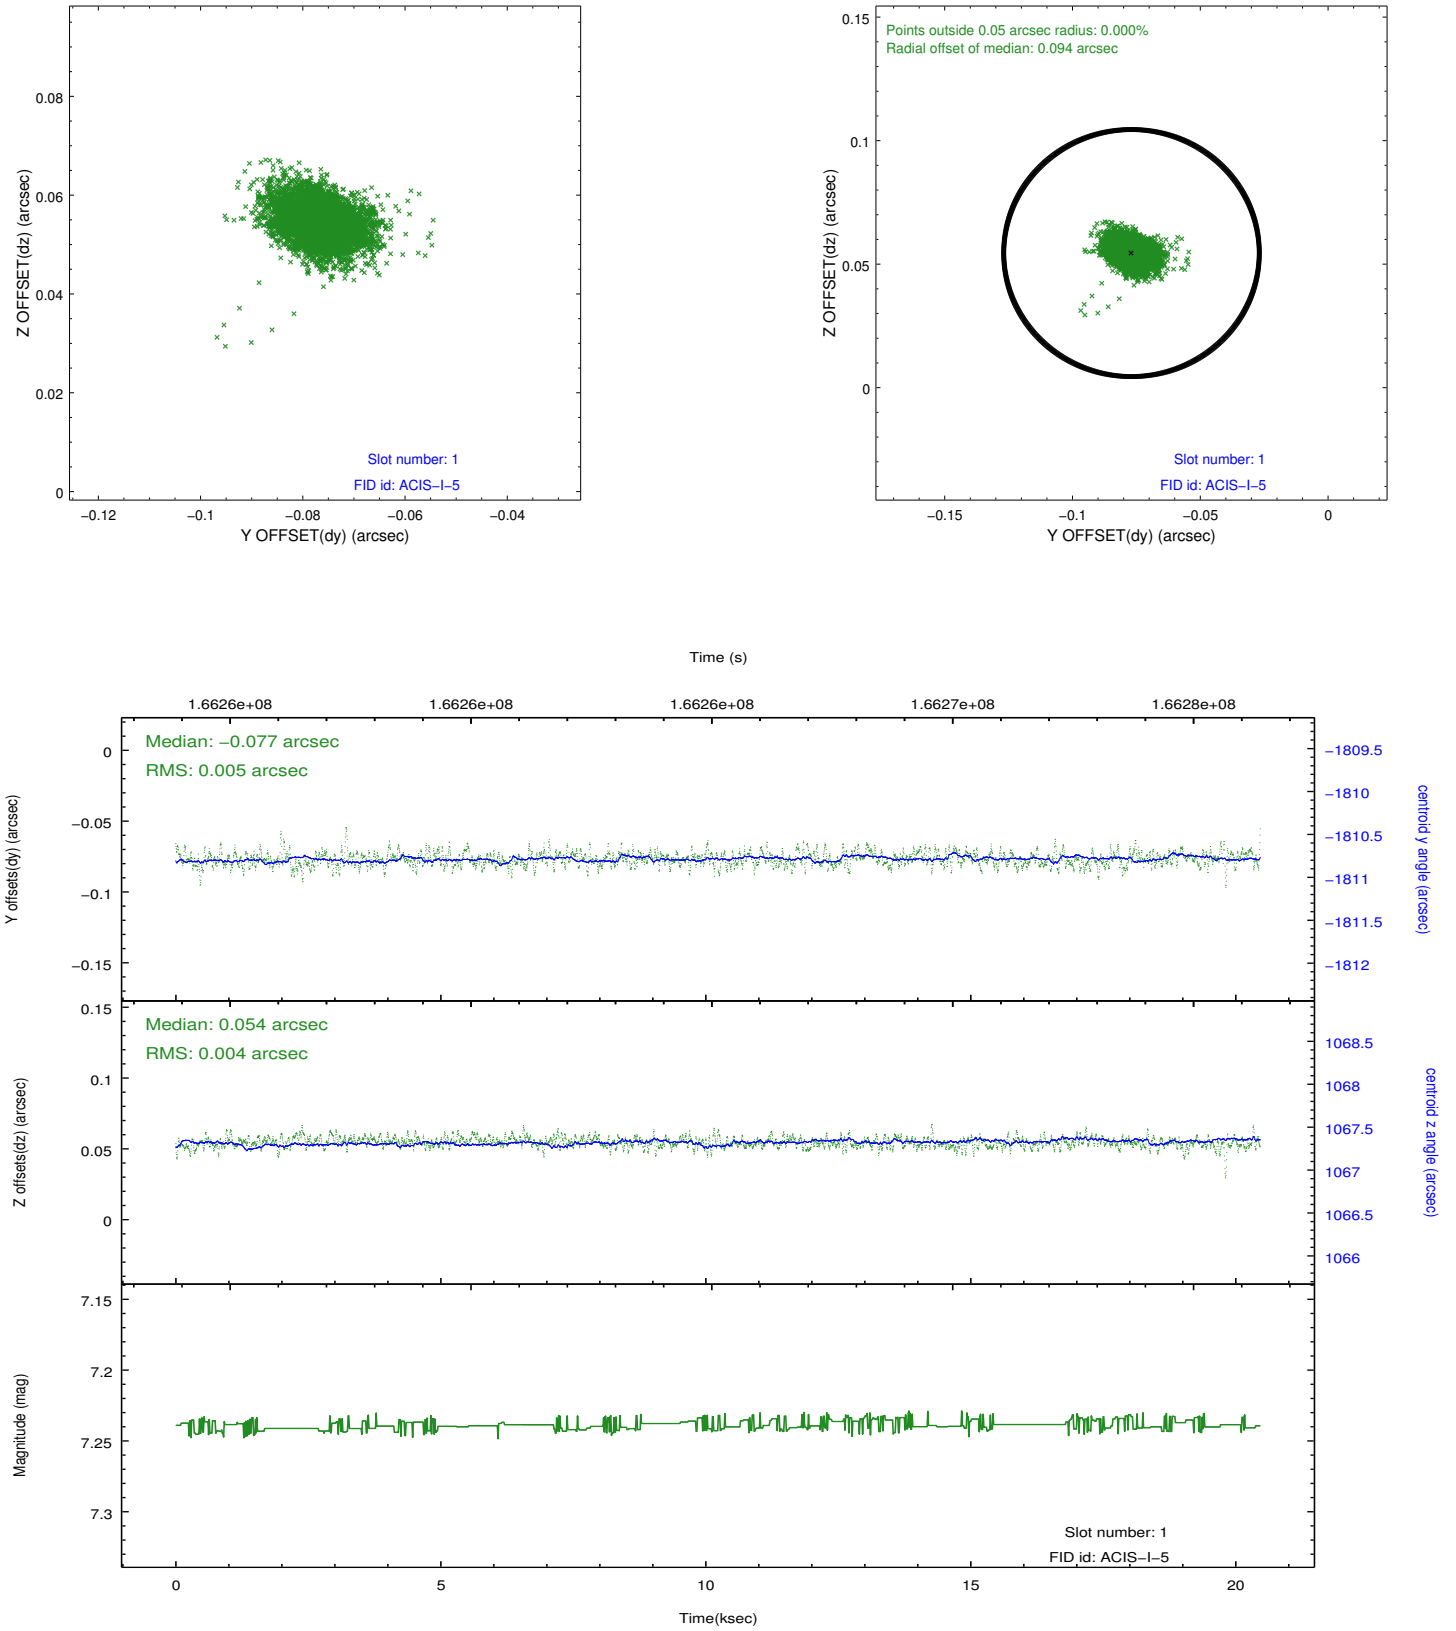 0.08
0.06
0.04
0.02
0
Z OFFSET(dz) (arcsec)
Slot number: 1
FID id: ACIS−I−5
−0.12 −0.1 −0.08 −0.06 −0.04
Y OFFSET(dy) (arcsec)
Points outside 0.05 arcsec radius: 0.000%
Radial offset of median: 0.094 arcsec
0.15
0.1
0.05
0
Z OFFSET(dz) (arcsec)
Slot number: 1
FID id: ACIS−I−5
−0.15 −0.1 −0.05 0
Y OFFSET(dy) (arcsec)
Time (s)
1.6626e+08 1.6626e+08 1.6626e+08 1.6627e+08 1.6628e+08
Median: −0.077 arcsec
RMS: 0.005 arcsec
0
−0.05
−0.1
−0.15
Y offsets(dy) (arcsec)
−1809.5
−1810
−1810.5
−1811
−1811.5
−1812
centroid y angle (arcsec)
Median: 0.054 arcsec
RMS: 0.004 arcsec
0.15
0.1
0.05
0
Z offsets(dz) (arcsec)
1068.5
1068
1067.5
1067
1066.5
1066
centroid z angle (arcsec)
7.15
7.2
7.25
7.3
Magnitude (mag)
Slot number: 1
FID id: ACIS−I−5
0 5 10 15 20
Time(ksec)